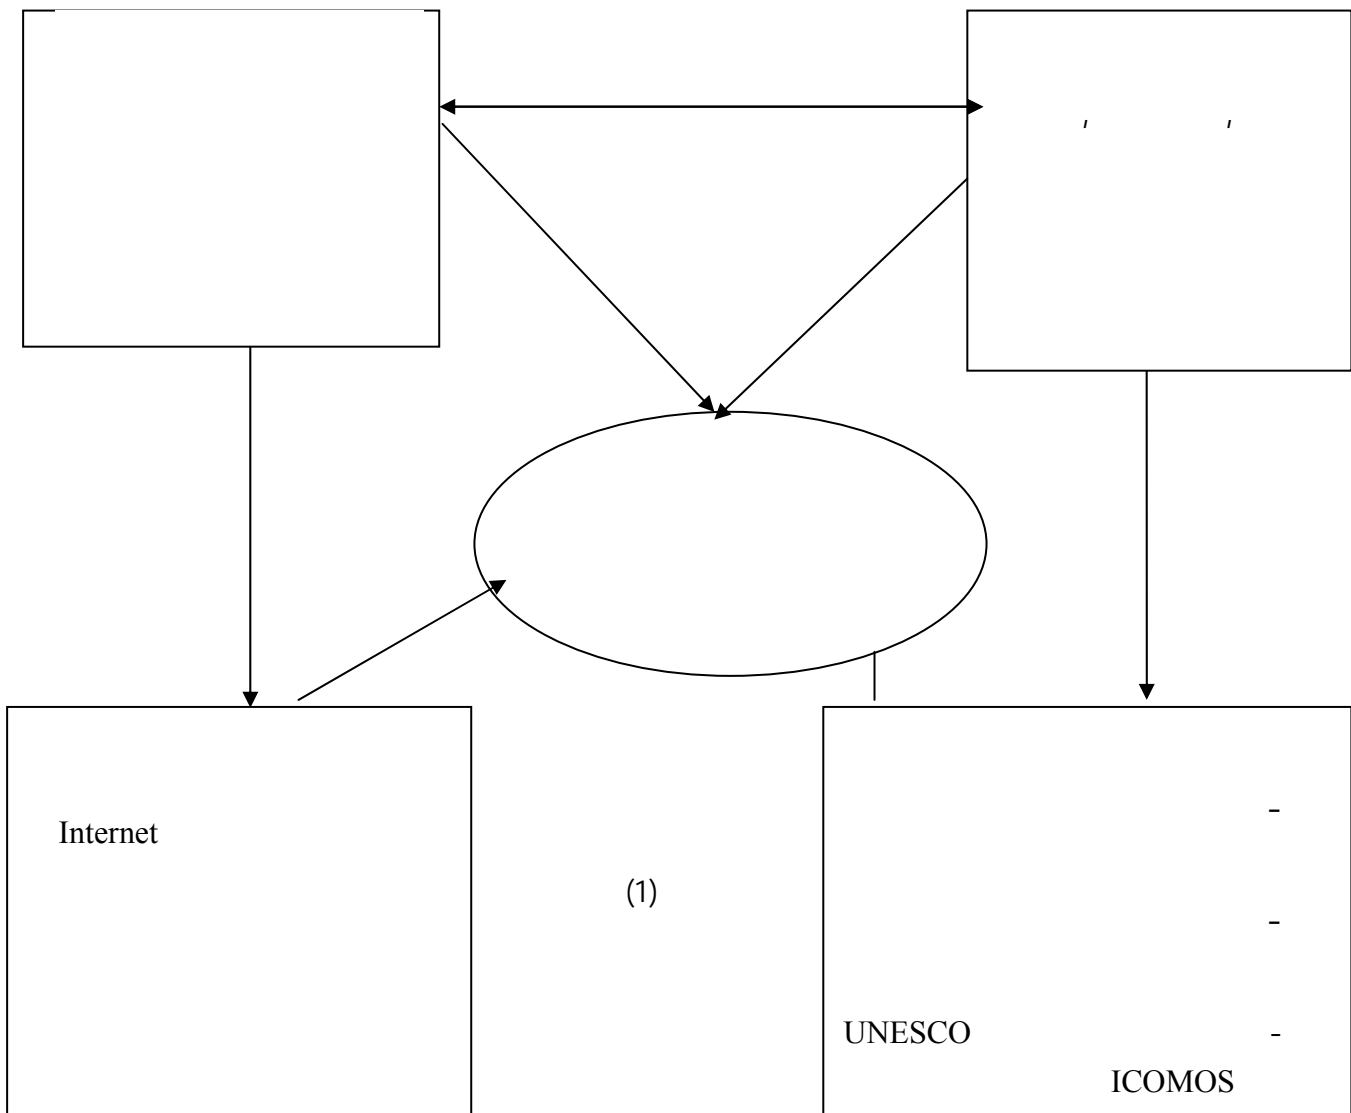 ' '
Internet
-
(1)
-
UNESCO -
ICOMOS